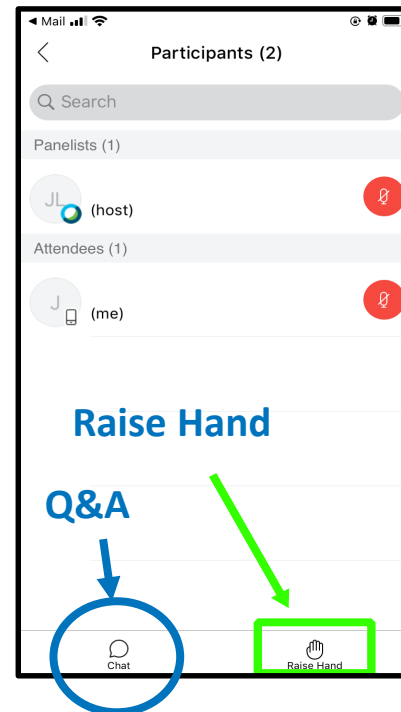 Mail
Participants (2)
Search
Panelists (1)
JL
(host)
Attendees (1)
J
(me)
Raise Hand
Q&A
Chat
Raise Hand